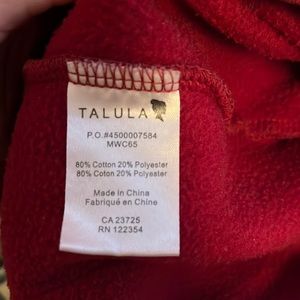 TALULA
P.O.#4500007584
MWC65
80% Cotton 20% Polyester
80% Coton 20% Polyester
Made in China
Fabriqué en Chine
CA 23725
RN 122354